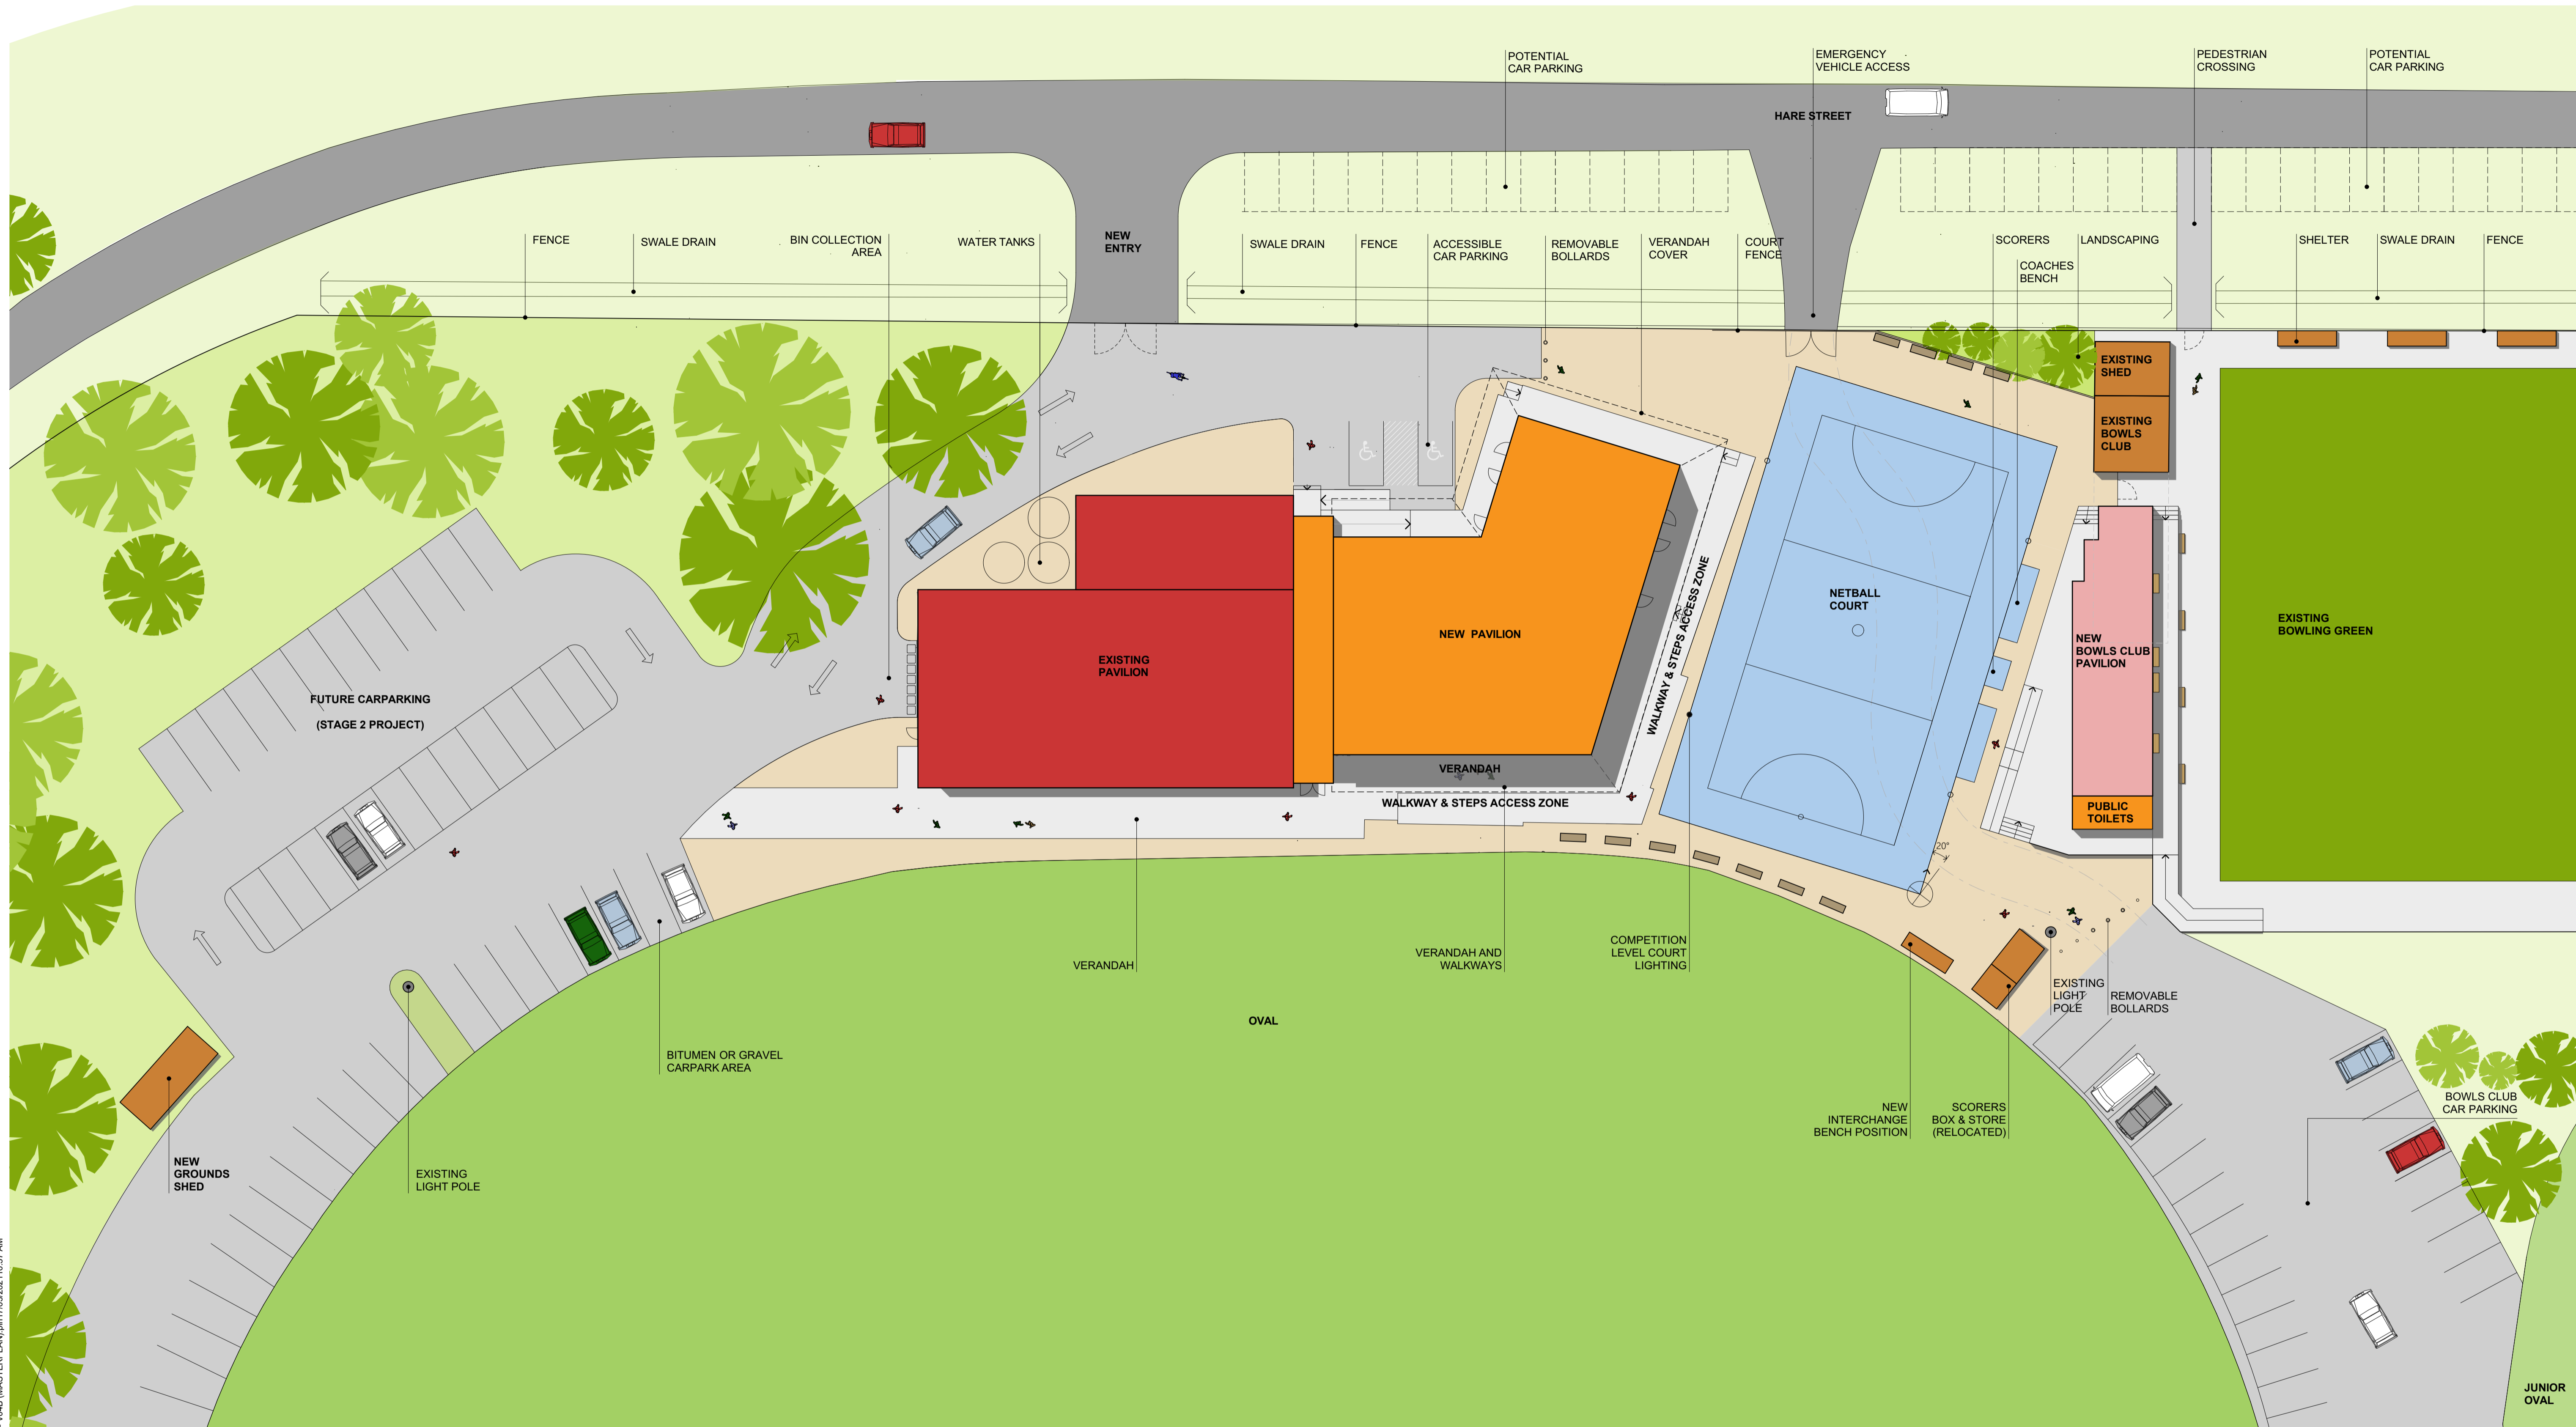 POTENTIAL
CAR PARKING
EMERGENCY
VEHICLE ACCESS
PEDESTRIAN
CROSSING
POTENTIAL
CAR PARKING
HARE STREET
NEW
ENTRY
FENCE
SWALE DRAIN
BIN COLLECTION
AREA
WATER TANKS
SWALE DRAIN
FENCE
ACCESSIBLE
CAR PARKING
REMOVABLE
BOLLARDS
VERANDAH
COVER
COURT
FENCE
SCORERS
COACHES
BENCH
LANDSCAPING
SHELTER
SWALE DRAIN
FENCE
EXISTING
SHED
EXISTING
BOWLS
CLUB
NETBALL
COURT
EXISTING
BOWLING GREEN
NEW PAVILION
EXISTING
PAVILION
WALKWAY & STEPS ACCESS ZONE
NEW
BOWLS CLUB
PAVILION
FUTURE CARPARKING
(STAGE 2 PROJECT)
VERANDAH
WALKWAY & STEPS ACCESS ZONE
PUBLIC
TOILETS
20°
VERANDAH
VERANDAH AND
WALKWAYS
COMPETITION
LEVEL COURT
LIGHTING
EXISTING
LIGHT
POLE
REMOVABLE
BOLLARDS
OVAL
BITUMEN OR GRAVEL
CARPARK AREA
NEW
INTERCHANGE
BENCH POSITION
SCORERS
BOX & STORE
(RELOCATED)
BOWLS CLUB
CAR PARKING
NEW
GROUNDS
SHED
EXISTING
LIGHT POLE
JUNIOR
OVAL